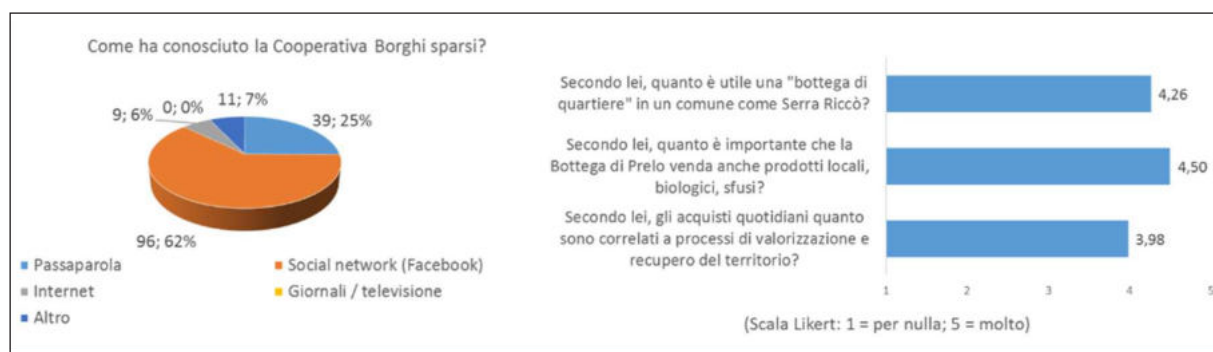 Come ha conosciuto la Cooperativa Borghi sparsi?
0; 0%
11; 7%
9; 6%
39; 25%
96; 62%
Passaparola
Social network (Facebook)
Internet
Giornali / televisione
Altro
Secondo lei, quanto è utile una "bottega di
quartiere" in un comune come Serra Riccò?
4,26
Secondo lei, quanto è importante che la
Bottega di Prelo venda anche prodotti locali,
biologici, sfusi?
4,50
Secondo lei, gli acquisti quotidiani quanto
sono correlati a processi di valorizzazione e
recupero del territorio?
3,98
1 2 3 4 5
(Scala Likert: 1 = per nulla; 5 = molto)